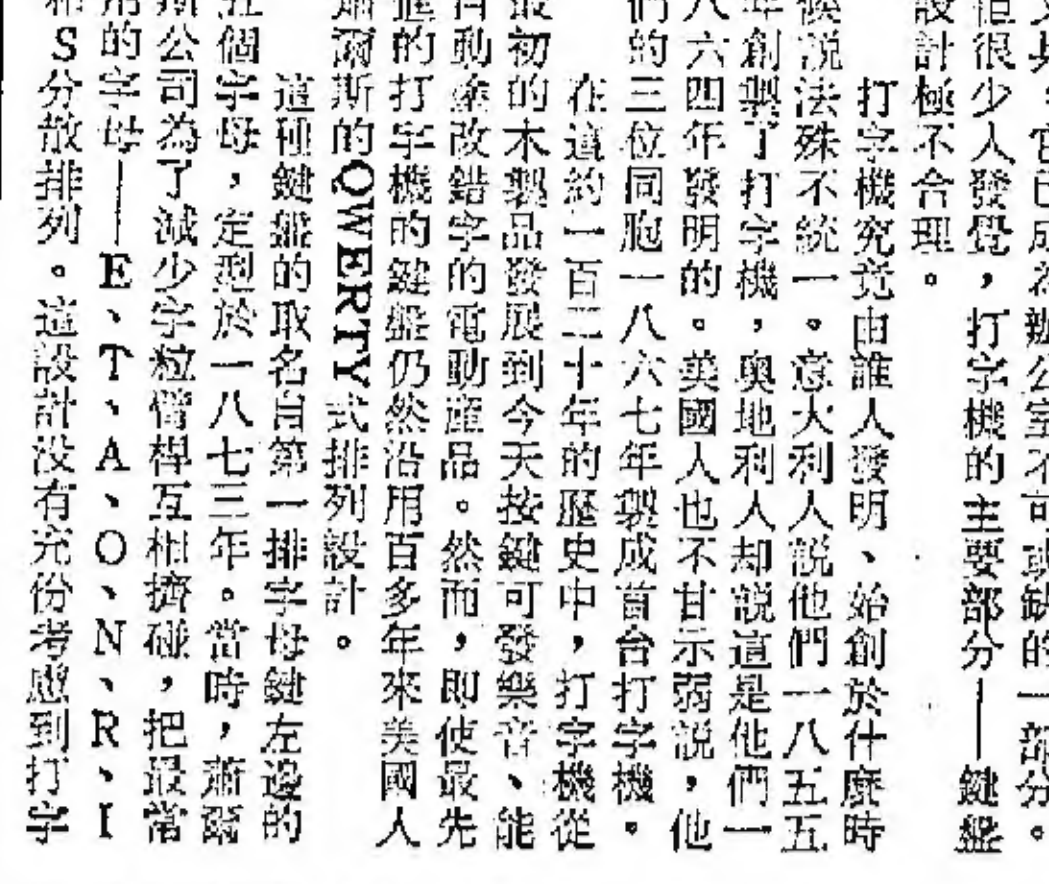 文具，它已成為辦公室不可或缺的一部分。
但很少人發覺，打字機的主要部分——鍵盤
設計極不合理。
打字機究竟由誰人發明、始創於什麼時
候說法殊不統一。意大利人說他們一八五五
年創製了打字機，奧地利人却說這是他們一
八六四年發明的。美國人也不甘示弱說，他
們的三位同胞一八六七年製成首台打字機。
在這約一百二十年的歷史中，打字機從
最初的木製品發展到今天按鍵可發樂音、能
自動塗改錯字的電動產品。然而，即使最先
進的打字機的鍵盤仍然沿用百多年來美國人
蕭爾斯的QWERTY式排列設計。
這種鍵盤的取名自第一排字母鍵左邊的
五個字母，定型於一八七三年。當時，蕭爾
斯公司為了減少字粒槓桿互相擠碰，把最常
用的字母——E、T、A、O、N、R、I
和S分散排列。這設計没有充份考慮到打字